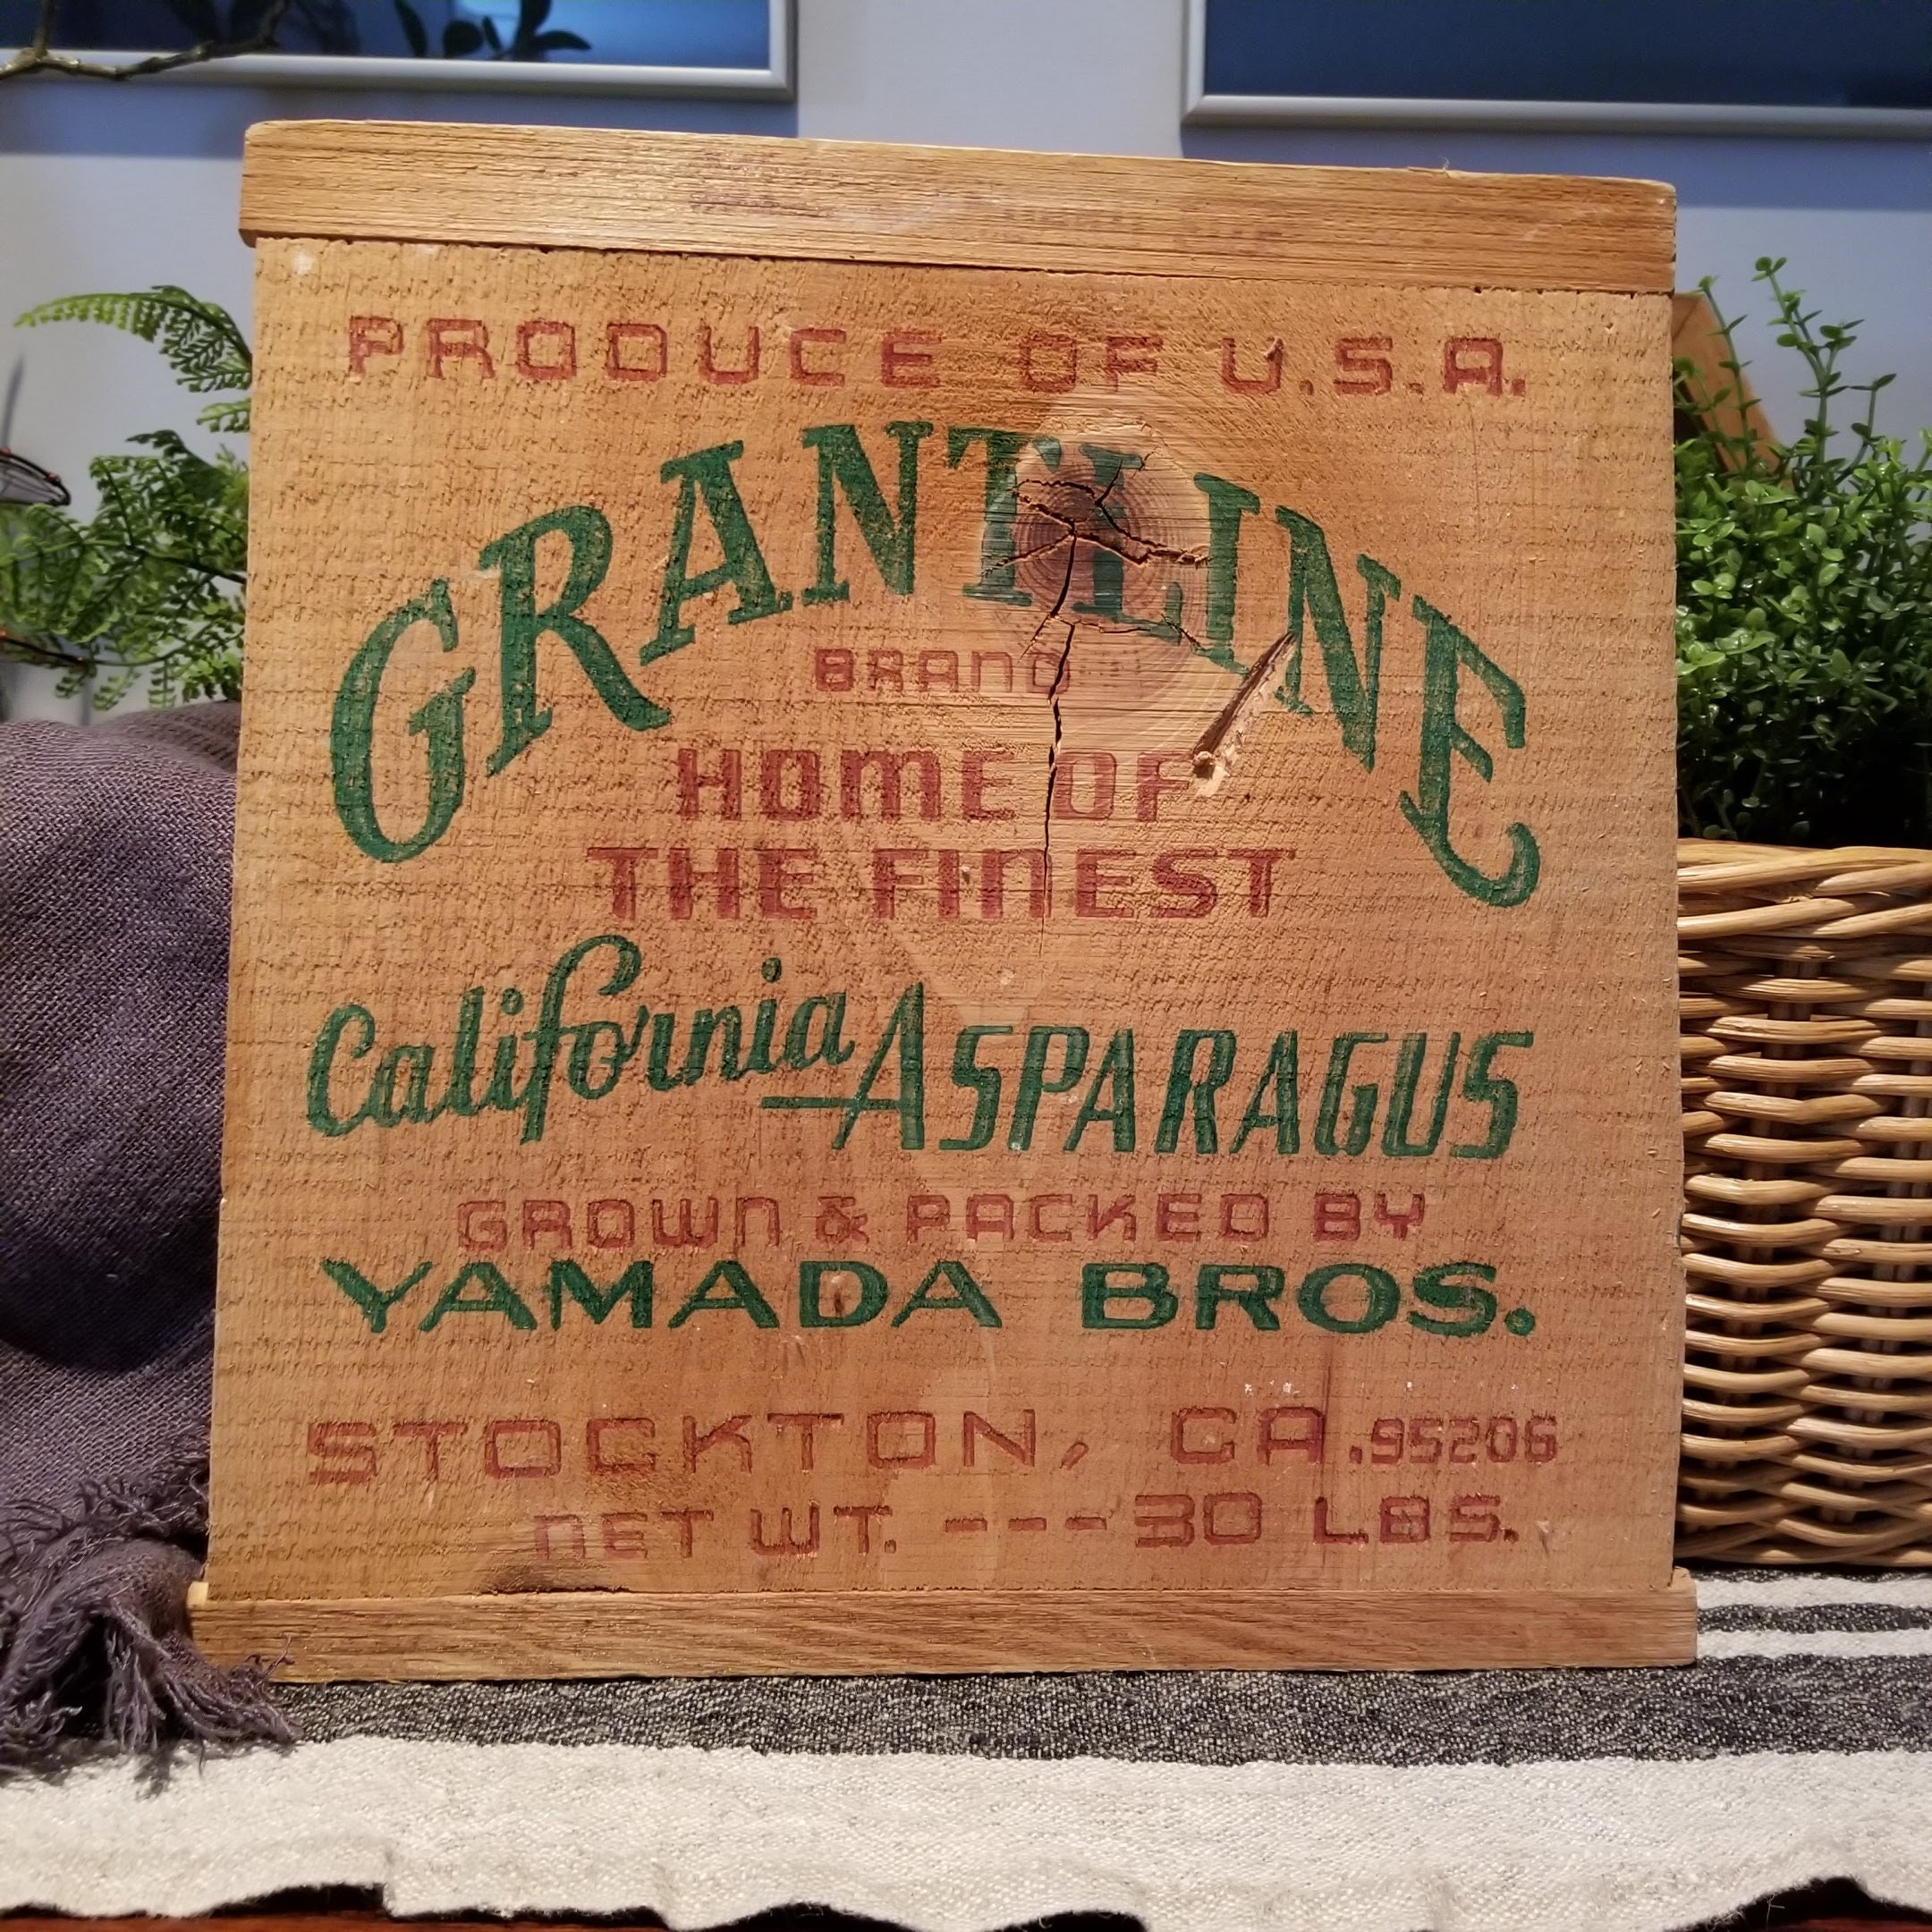 PRODUCE OF U.S.A.
GRANTLINE
BRAND
HOME OF
THE FINEST
California ASPARAGUS
GROWN & PACKED BY
YAMADA BROS.
STOCKTON, CA.95206
NET WT. ---30 LBS.